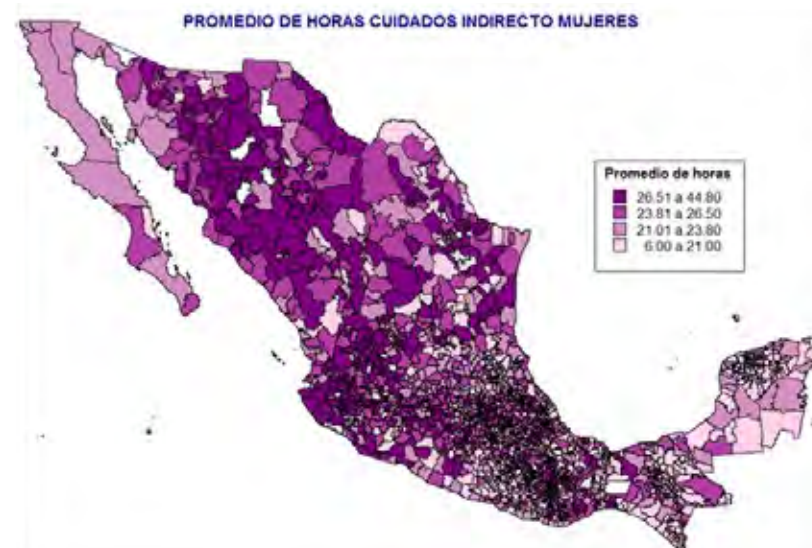 PROMEDIO DE HORAS CUIDADOS INDIRECTO MUJERES
Promedio de horas
26.51 a 44.80
23.81 a 26.50
21.01 a 23.80
6.00 a 21.00